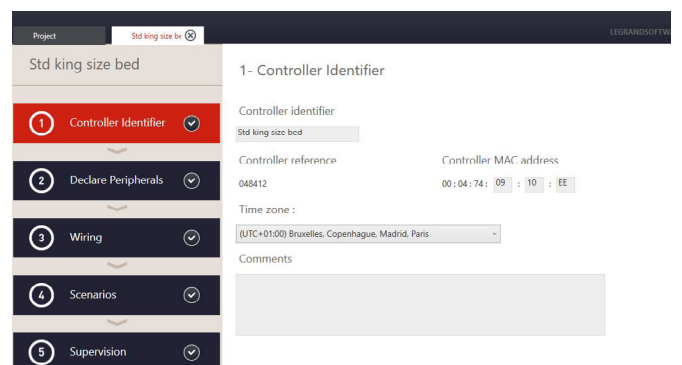 Project
Std king size be
LEGRANDSOFTWA
Std king size bed
1- Controller Identifier
1 Controller Identifier
2 Declare Peripherals
3 Wiring
4 Scenarios
5 Supervision
Controller identifier
Std king size bed
Controller reference
Controller MAC address
048412
00 : 04 : 74 : 09 : 10 : EE
Time zone :
(UTC+01:00) Bruxelles, Copenhague, Madrid, Paris
Comments